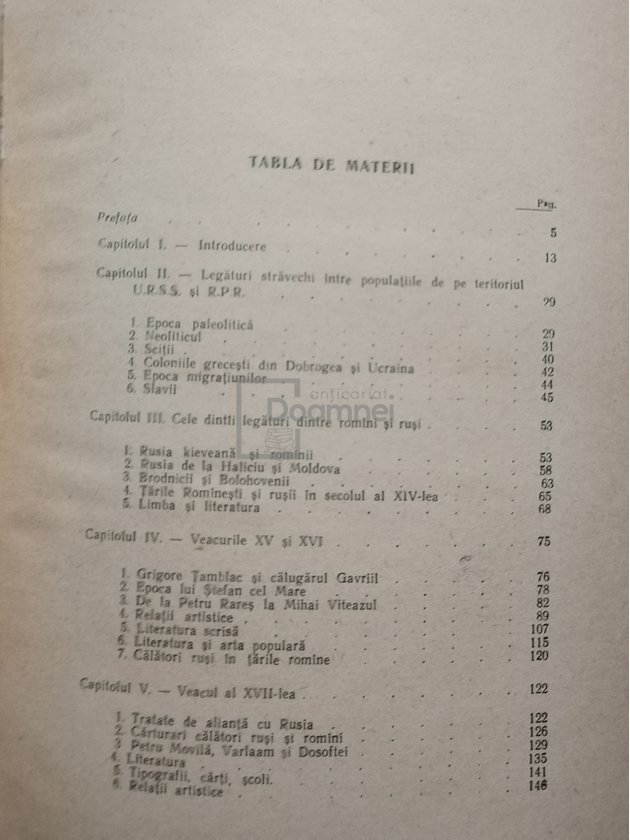 TABLA DE MATERII
Pag.
Prefața . . . . . . . . . . 5
Capitolul I. — Introducere . . . . . . . . 13
Capitolul II. — Legături străvechi între populațiile de pe teritoriul
U.R.S.S. și R.P.R. . . . . . . . . 29
1. Epoca paleolitică . . . . . . . . 29
2. Neoliticul . . . . . . . . 31
3. Sciții . . . . . . . . 40
4. Coloniile grecești din Dobrogea și Ucraina . . . . 42
5. Epoca migrațiunilor . . . . . . . 44
6. Slavii . . . . . . . . 45
anticariat
Doamnei
Capitolul III. Cele dintîi legături dintre romîni și ruși . . . . 53
1. Rusia kieveană și romînii . . . . . . 53
2. Rusia de la Haliciu și Moldova . . . . . 58
3. Brodnicii și Bolohovenii . . . . . . 63
4. Țările Romînești și rușii în secolul al XIV-lea . . . 65
5. Limba și literatura . . . . . . . 68
Capitolul IV. — Veacurile XV și XVI . . . . . . . 75
1. Grigore Țamblac și călugărul Gavriil . . . . . 76
2. Epoca lui Ștefan cel Mare . . . . . . 78
3. De la Petru Rareș la Mihai Viteazul . . . . . 82
4. Relații artistice . . . . . . . . 89
5. Literatura scrisă . . . . . . . 107
6. Literatura și arta populară . . . . . . 115
7. Călători ruși în țările romîne . . . . . . 120
Capitolul V. — Veacul al XVII-lea . . . . . . . 122
1. Tratate de alianță cu Rusia . . . . . . 122
2. Cărturari călători ruși și romîni . . . . . 126
3 Petru Movilă, Varlaam și Dosoftei . . . . . 129
4. Literatura . . . . . . . . 135
5. Tipografii, cărți, școli. . . . . . . . 141
6. Relații artistice . . . . . . . . 146